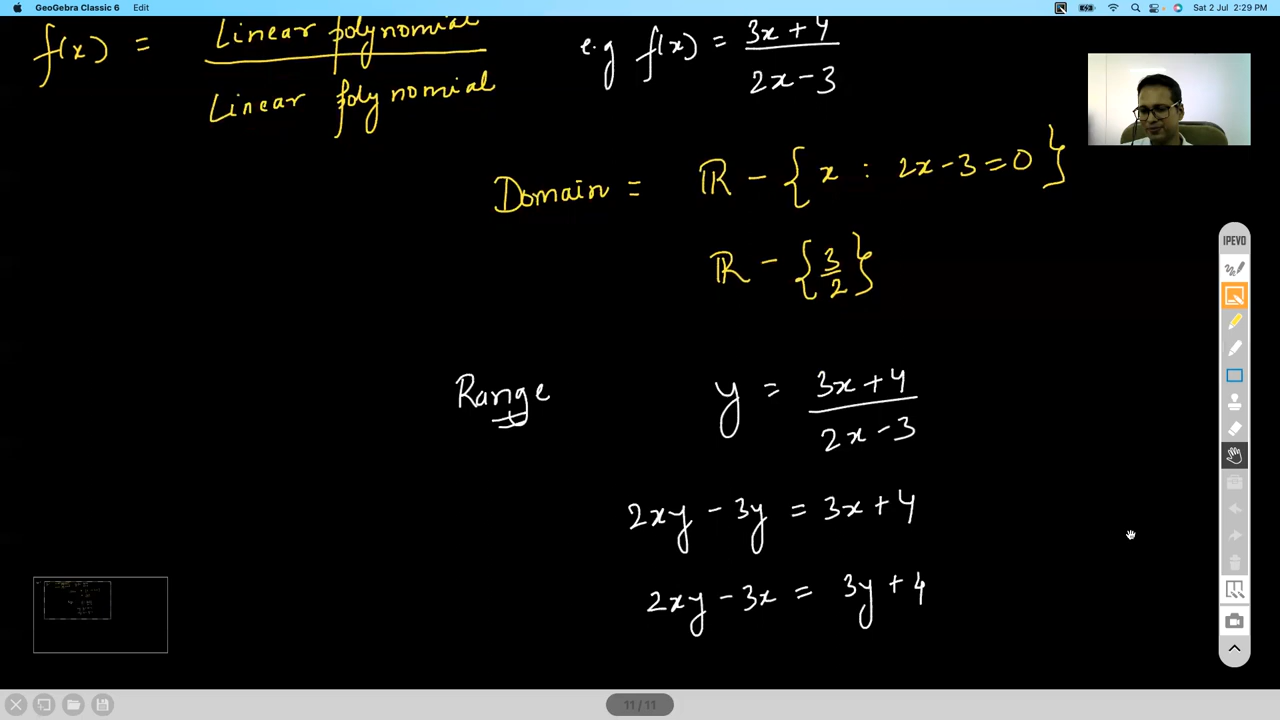 GeoGebra Classic 6 Edit Sat 2 Jul 2:29 PM
f(x) = Linear polynomial / Linear polynomial e.g f(x) = 3x+4 / 2x-3
Domain = ℝ - { x : 2x-3=0 }
ℝ - { 3/2 }
Range y = 3x+4 / 2x-3
2xy - 3y = 3x+4
2xy - 3x = 3y+4
IPEVO
11/11